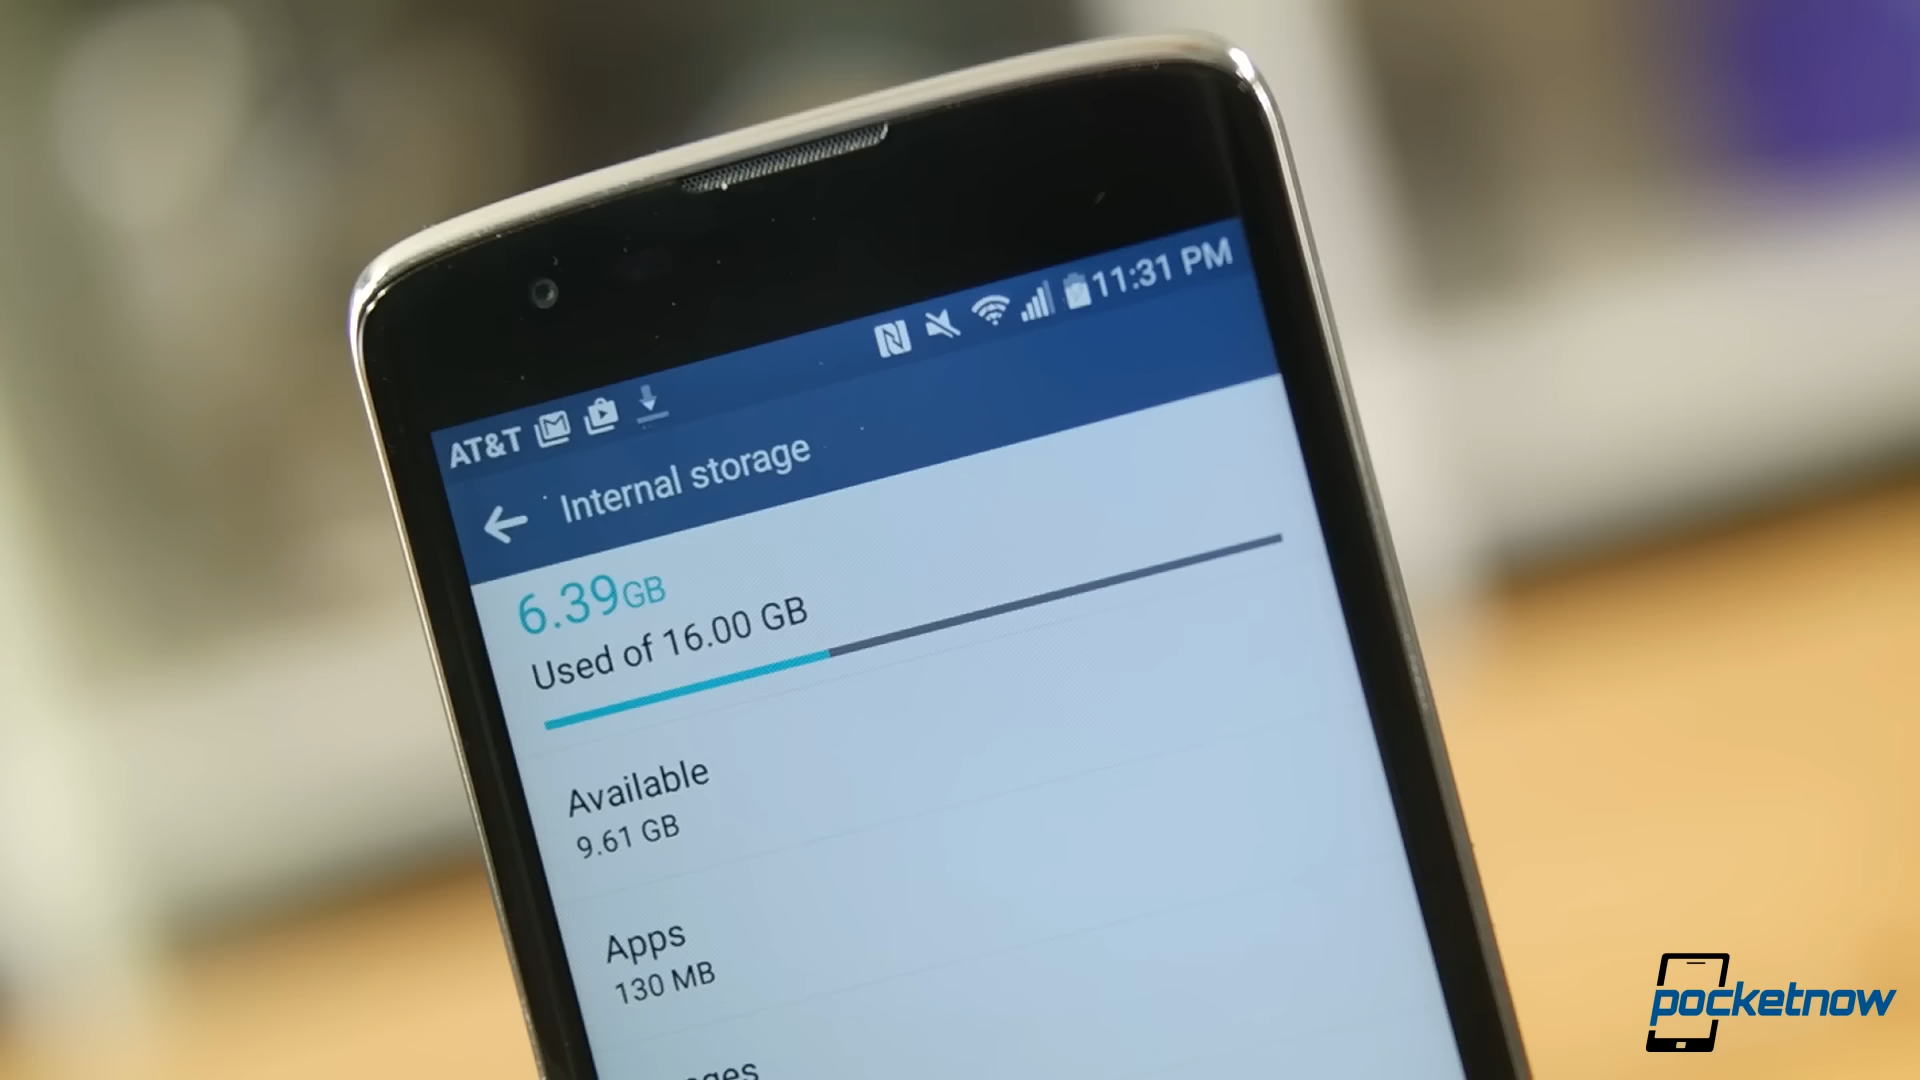 AT&T 11:31 PM
Internal storage
6.39GB
Used of 16.00 GB
Available
9.61 GB
Apps
130 MB
pocketnow